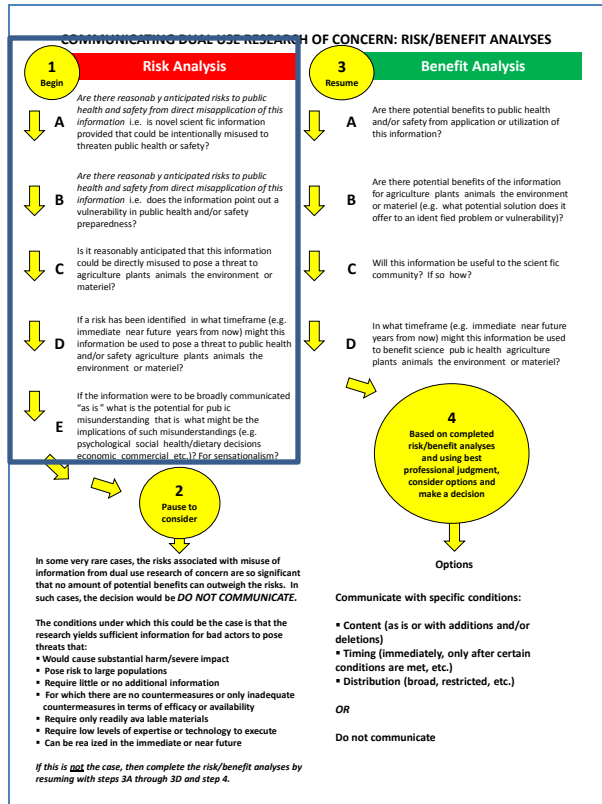 COMMUNICATING DUAL USE RESEARCH OF CONCERN: RISK/BENEFIT ANALYSES
1
Begin
Risk Analysis
A
Are there reasonab y anticipated risks to public
health and safety from direct misapplication of this
information i.e. is novel scient fic information
provided that could be intentionally misused to
threaten public health or safety?
B
Are there reasonab y anticipated risks to public
health and safety from direct misapplication of this
information i.e. does the information point out a
vulnerability in public health and/or safety
preparedness?
C
Is it reasonably anticipated that this information
could be directly misused to pose a threat to
agriculture plants animals the environment or
materiel?
D
If a risk has been identified in what timeframe (e.g.
immediate near future years from now) might this
information be used to pose a threat to public health
and/or safety agriculture plants animals the
environment or materiel?
E
If the information were to be broadly communicated
"as is" what is the potential for pub ic
misunderstanding that is what might be the
implications of such misunderstandings (e.g.
psychological social health/dietary decisions
economic commercial etc.)? For sensationalism?
2
Pause to
consider
In some very rare cases, the risks associated with misuse of
information from dual use research of concern are so significant
that no amount of potential benefits can outweigh the risks. In
such cases, the decision would be DO NOT COMMUNICATE.
The conditions under which this could be the case is that the
research yields sufficient information for bad actors to pose
threats that:
▪ Would cause substantial harm/severe impact
▪ Pose risk to large populations
▪ Require little or no additional information
▪ For which there are no countermeasures or only inadequate
countermeasures in terms of efficacy or availability
▪ Require only readily ava lable materials
▪ Require low levels of expertise or technology to execute
▪ Can be rea ized in the immediate or near future
If this is not the case, then complete the risk/benefit analyses by
resuming with steps 3A through 3D and step 4.
3
Resume
Benefit Analysis
A
Are there potential benefits to public health
and/or safety from application or utilization of
this information?
B
Are there potential benefits of the information
for agriculture plants animals the environment
or materiel (e.g. what potential solution does it
offer to an ident fied problem or vulnerability)?
C
Will this information be useful to the scient fic
community? If so how?
D
In what timeframe (e.g. immediate near future
years from now) might this information be used
to benefit science pub ic health agriculture
plants animals the environment or materiel?
4
Based on completed
risk/benefit analyses
and using best
professional judgment,
consider options and
make a decision
Options
Communicate with specific conditions:
▪ Content (as is or with additions and/or
deletions)
▪ Timing (immediately, only after certain
conditions are met, etc.)
▪ Distribution (broad, restricted, etc.)
OR
Do not communicate